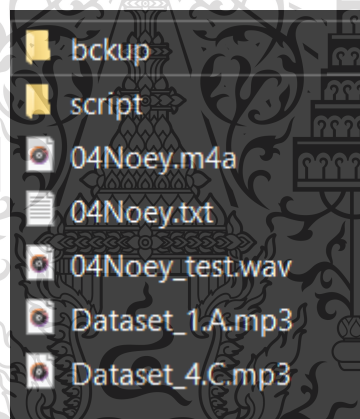 bckup
script
04Noey.m4a
04Noey.txt
04Noey_test.wav
Dataset_1.A.mp3
Dataset_4.C.mp3